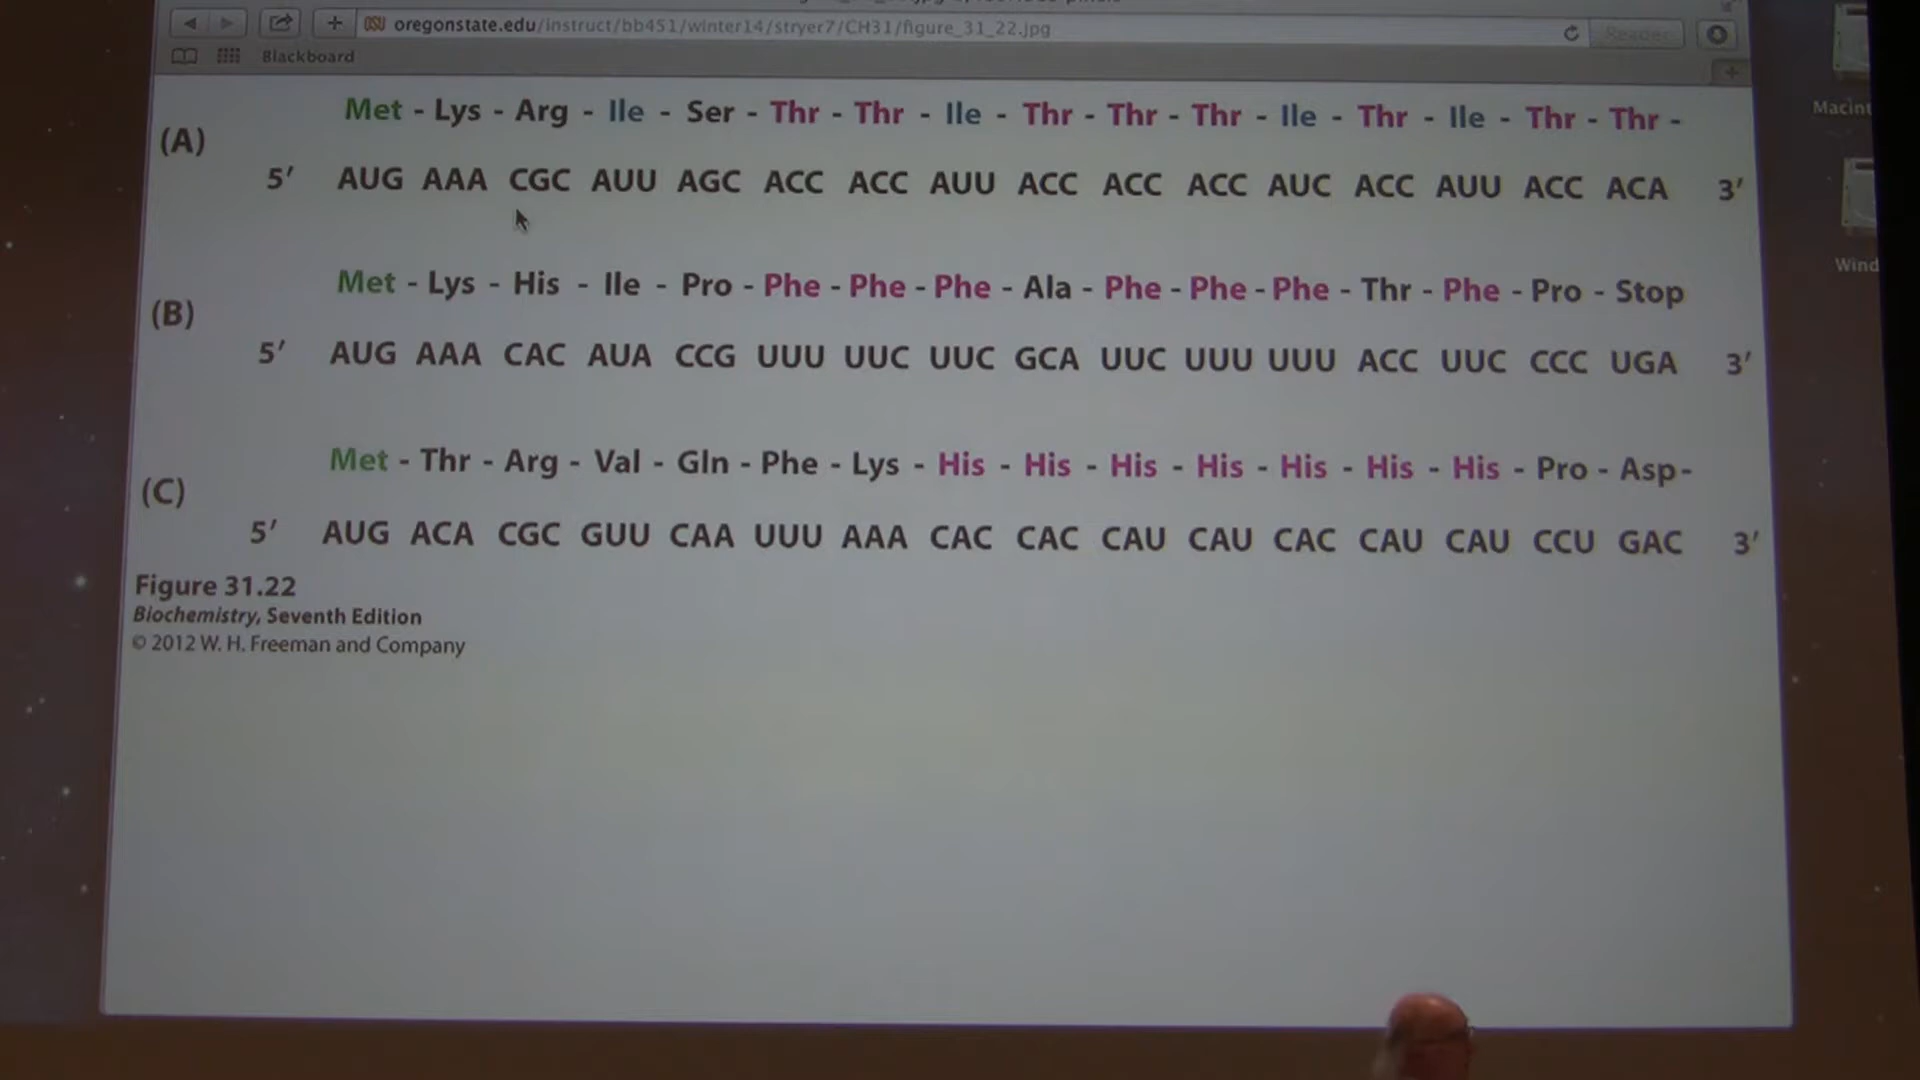 oregonstate.edu/instruct/bb451/winter14/stryer7/CH31/figure_31_22.jpg
Reader
Blackboard
Macint
Wind
(A)
Met - Lys - Arg - Ile - Ser - Thr - Thr - Ile - Thr - Thr - Thr - Ile - Thr - Ile - Thr - Thr -
5′ AUG AAA CGC AUU AGC ACC ACC AUU ACC ACC ACC AUC ACC AUU ACC ACA 3′
(B)
Met - Lys - His - Ile - Pro - Phe - Phe - Phe - Ala - Phe - Phe - Phe - Thr - Phe - Pro - Stop
5′ AUG AAA CAC AUA CCG UUU UUC UUC GCA UUC UUU UUU ACC UUC CCC UGA 3′
(C)
Met - Thr - Arg - Val - Gln - Phe - Lys - His - His - His - His - His - His - His - Pro - Asp -
5′ AUG ACA CGC GUU CAA UUU AAA CAC CAC CAU CAU CAC CAU CAU CCU GAC 3′
Figure 31.22
Biochemistry, Seventh Edition
© 2012 W. H. Freeman and Company